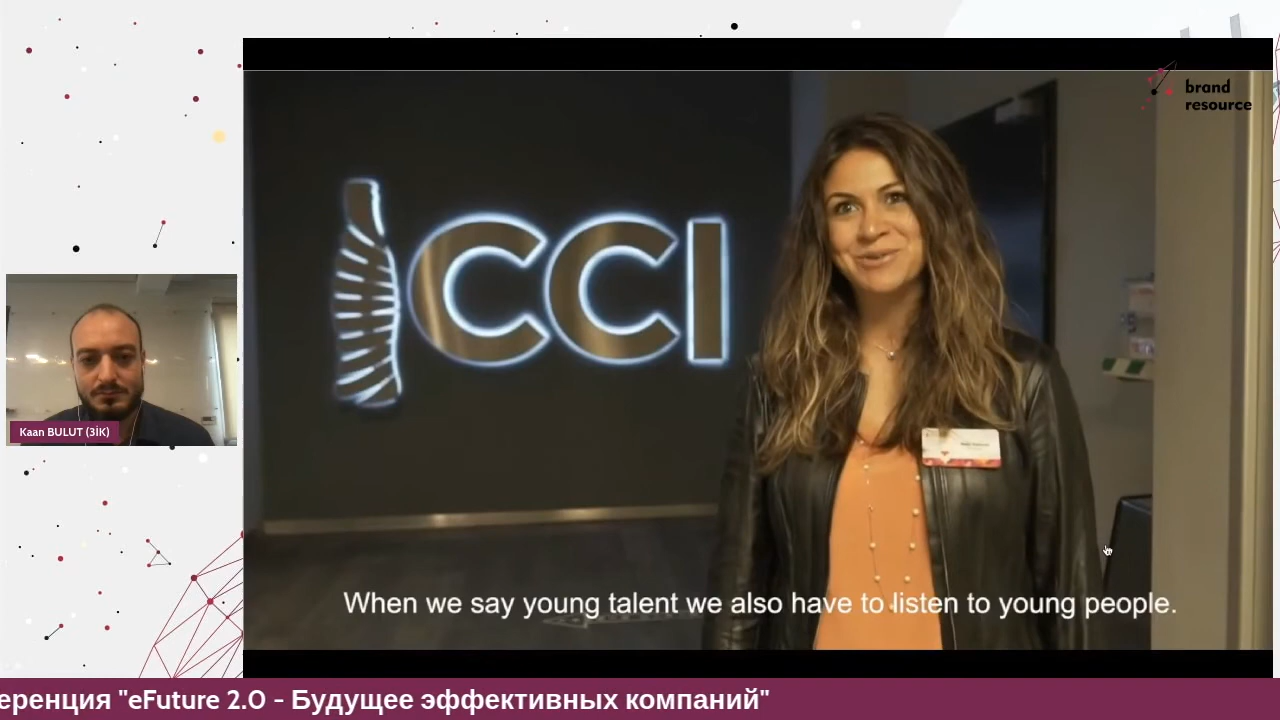 brand
resource
CCI
Kaan BULUT (3İK)
When we say young talent we also have to listen to young people.
еренция "eFuture 2.0 - Будущее эффективных компаний"